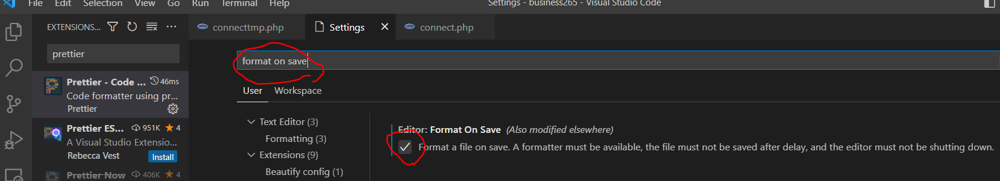 File Edit Selection View Go Run Terminal Help
Settings - business265 - Visual Studio Code
EXTENSIONS...
connecttmp.php
Settings
connect.php
prettier
format on save
Prettier - Code ... 46ms
Code formatter using pr...
Prettier
User Workspace
Prettier ES... 951K 4
A Visual Studio Extensio...
Rebecca Vest Install
Prettier Now 406K 4
Text Editor (3)
Formatting (3)
Extensions (9)
Beautify config (1)
Editor: Format On Save (Also modified elsewhere)
Format a file on save. A formatter must be available, the file must not be saved after delay, and the editor must not be shutting down.